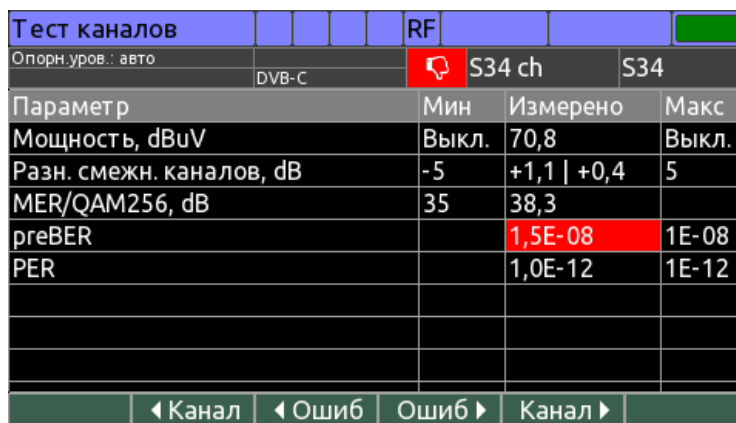 Тест каналов RF
Опорн.уров.: авто
DVB-C S34 ch S34
Параметр Мин Измерено Макс
Мощность, dBuV Выкл. 70,8 Выкл.
Разн. смежн. каналов, dB -5 +1,1 | +0,4 5
MER/QAM256, dB 35 38,3
preBER 1,5E-08 1E-08
PER 1,0E-12 1E-12
Канал Ошиб Ошиб Канал